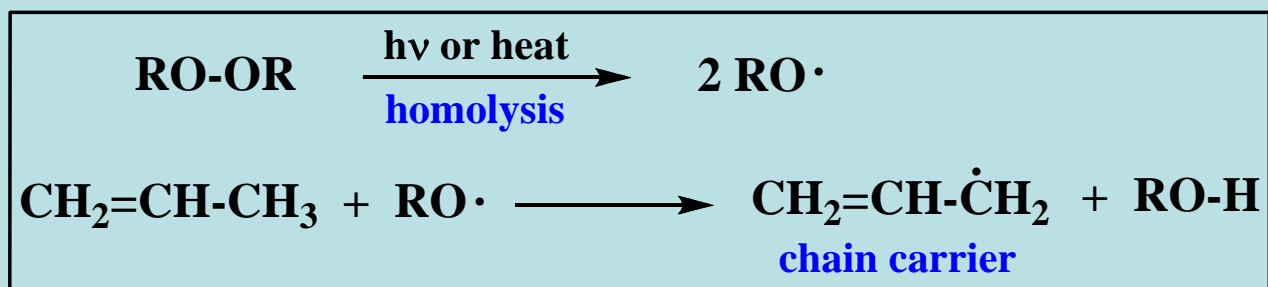 hν or heat
RO-OR 2 RO·
homolysis
CH₂=CH-CH₃ + RO· CH₂=CH-ĊH₂ + RO-H
chain carrier